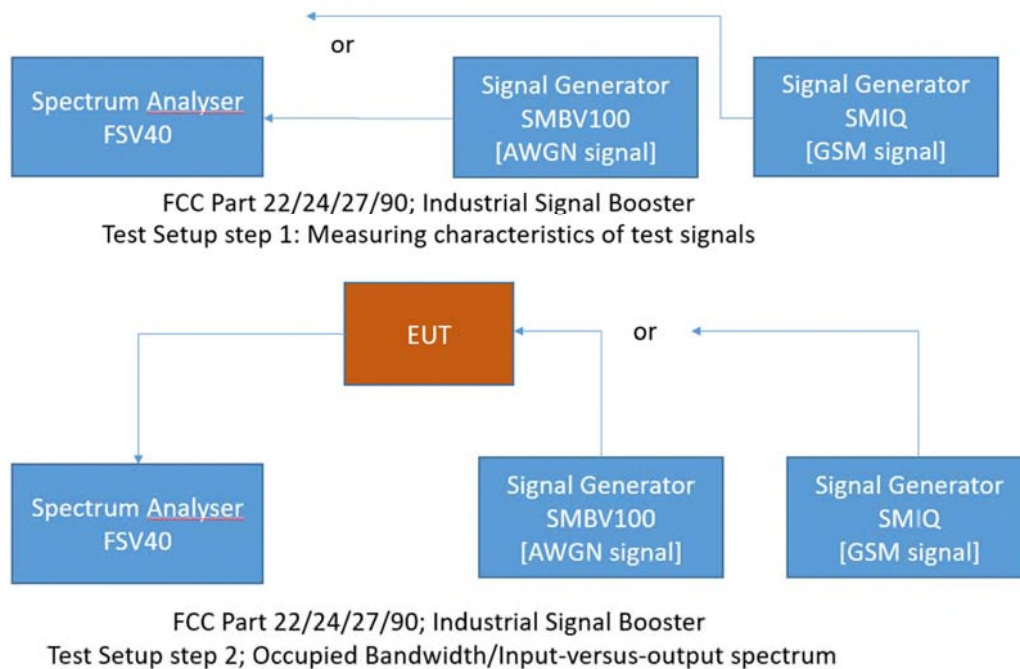 or
Spectrum Analyser
FSV40
Signal Generator
SMBV100
[AWGN signal]
Signal Generator
SMIQ
[GSM signal]
FCC Part 22/24/27/90; Industrial Signal Booster
Test Setup step 1: Measuring characteristics of test signals
EUT
or
Spectrum Analyser
FSV40
Signal Generator
SMBV100
[AWGN signal]
Signal Generator
SMIQ
[GSM signal]
FCC Part 22/24/27/90; Industrial Signal Booster
Test Setup step 2; Occupied Bandwidth/Input-versus-output spectrum